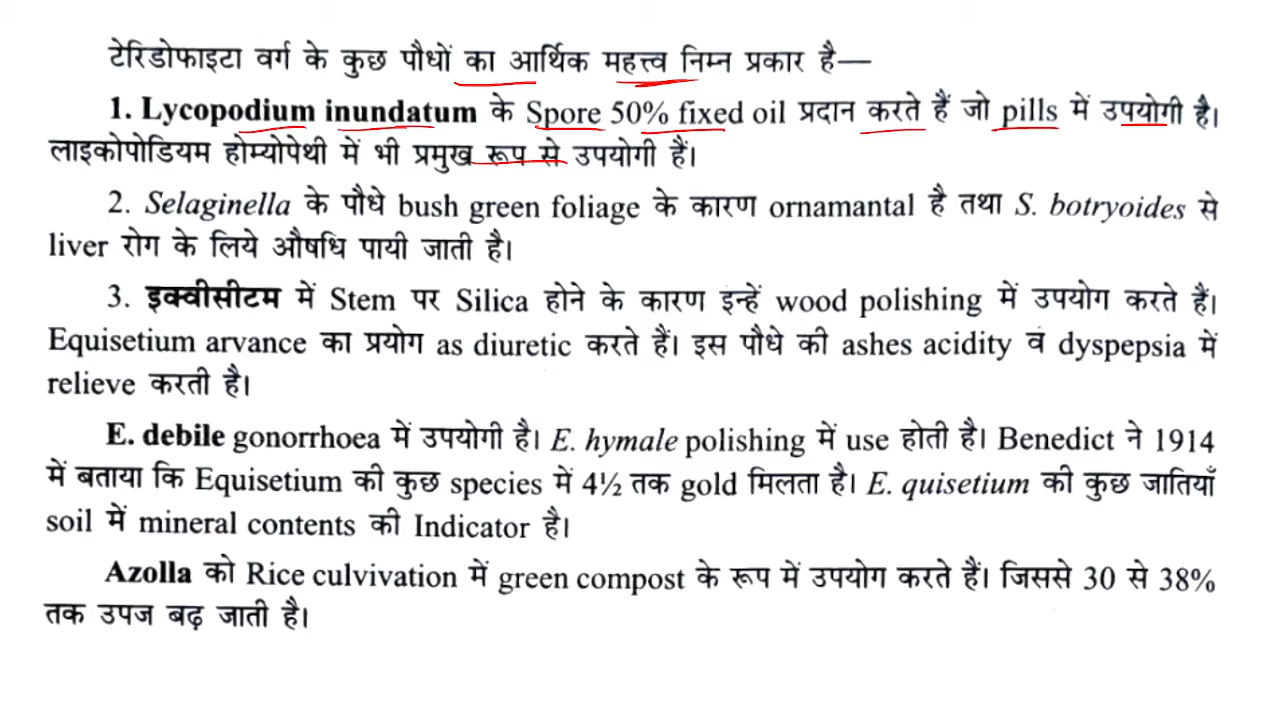 टेरिडोफाइटा वर्ग के कुछ पौधों का आर्थिक महत्त्व निम्न प्रकार है—
1. Lycopodium inundatum के Spore 50% fixed oil प्रदान करते हैं जो pills में उपयोगी है।
लाइकोपोडियम होम्योपेथी में भी प्रमुख रूप से उपयोगी हैं।
2. Selaginella के पौधे bush green foliage के कारण ornamantal है तथा S. botryoides से
liver रोग के लिये औषधि पायी जाती है।
3. इक्वीसीटम में Stem पर Silica होने के कारण इन्हें wood polishing में उपयोग करते हैं।
Equisetium arvance का प्रयोग as diuretic करते हैं। इस पौधे की ashes acidity व dyspepsia में
relieve करती है।
E. debile gonorrhoea में उपयोगी है। E. hymale polishing में use होती है। Benedict ने 1914
में बताया कि Equisetium की कुछ species में 4½ तक gold मिलता है। E. quisetium की कुछ जातियाँ
soil में mineral contents की Indicator है।
Azolla को Rice culvivation में green compost के रूप में उपयोग करते हैं। जिससे 30 से 38%
तक उपज बढ़ जाती है।